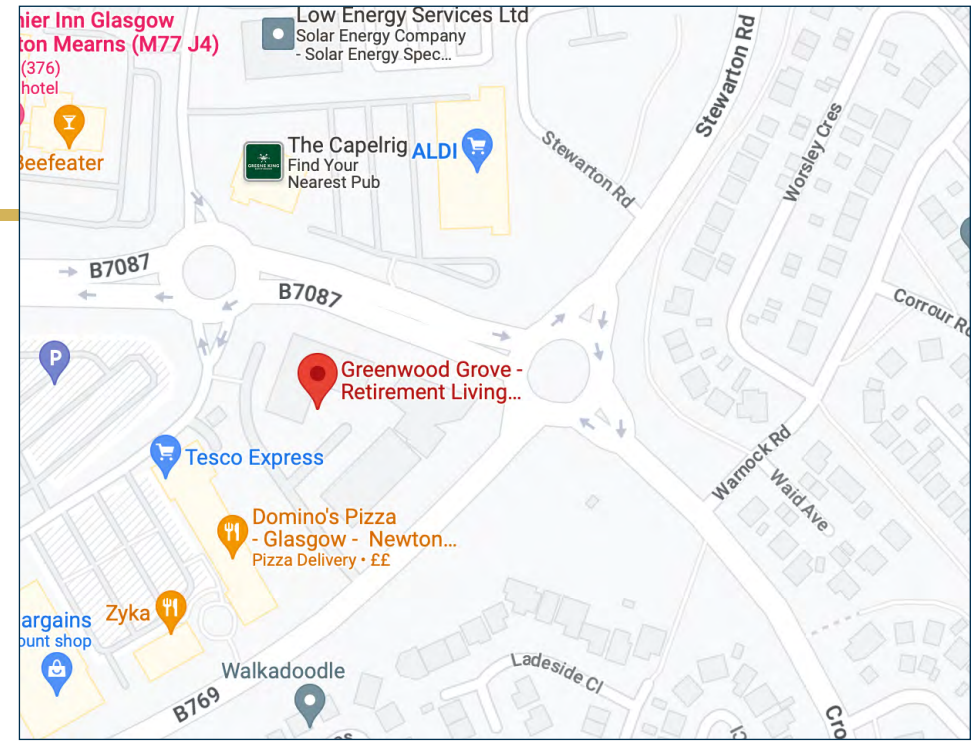 Low Energy Services Ltd
Solar Energy Company
- Solar Energy Spec...
nier Inn Glasgow
ton Mearns (M77 J4)
(376)
hotel
Stewarton Rd
Beefeater
The Capelrig
Find Your
Nearest Pub
GREENE KING
ALDI
Stewarton Rd
Worsley Cres
B7087
B7087
Corrour R
P
Greenwood Grove -
Retirement Living...
Tesco Express
Warnock Rd
Waid Ave
Domino's Pizza
- Glasgow - Newton...
Pizza Delivery • ££
Zyka
argains
ount shop
Walkadoodle
Ladeside Cl
B769
Cro